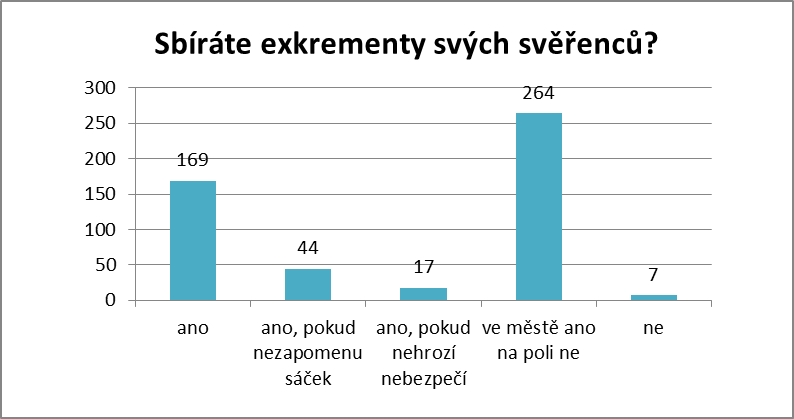 Sbíráte exkrementy svých svěřenců?
300
250
200
150
100
50
0
169
44
17
264
7
ano
ano, pokud
nezapomenu
sáček
ano, pokud
nehrozí
nebezpečí
ve městě ano
na poli ne
ne